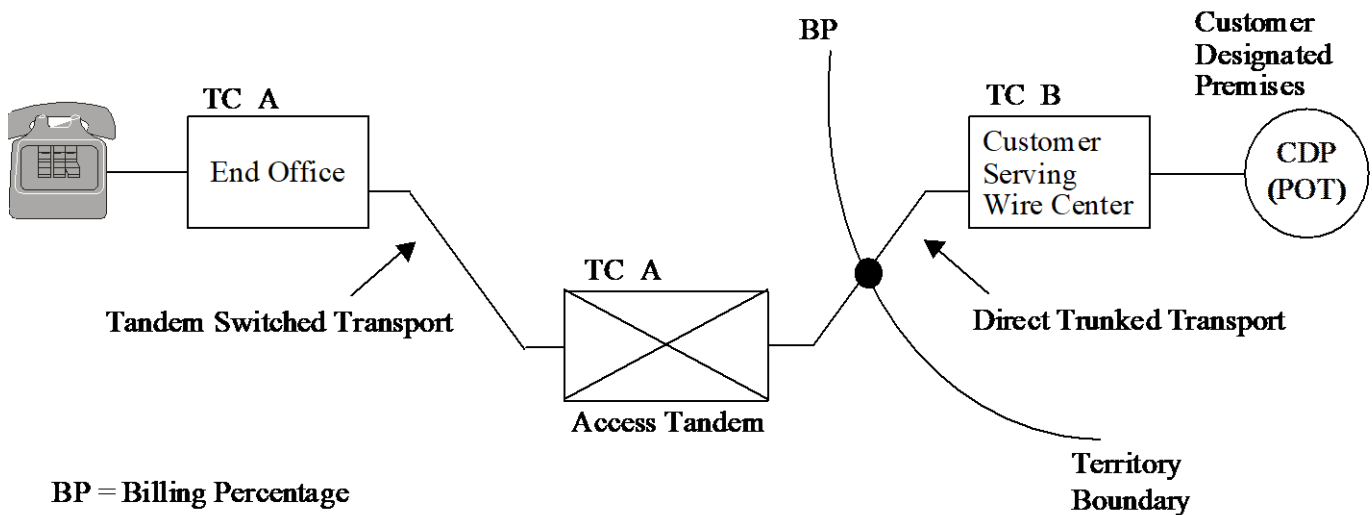 BP
Customer
Designated
Premises
TC A
TC B
End Office
Customer
Serving
Wire Center
CDP
(POT)
TC A
Tandem Switched Transport
Direct Trunked Transport
Access Tandem
Territory
Boundary
BP = Billing Percentage